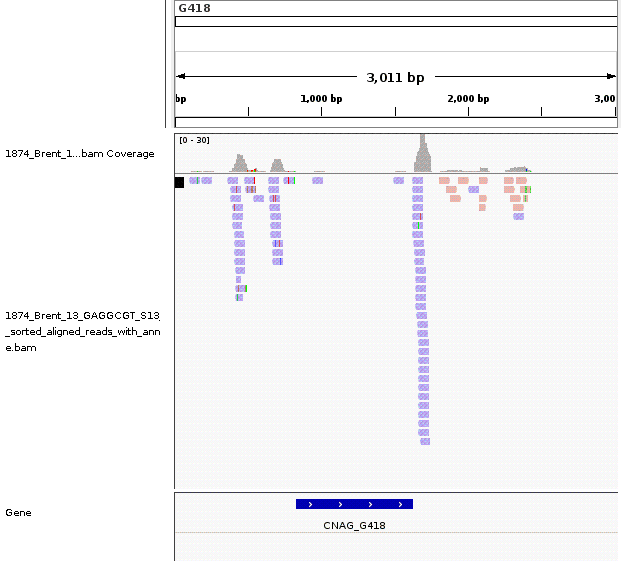 G418
3,011 bp
bp
1,000 bp
2,000 bp
3,00
[0 - 30]
1874_Brent_1...bam Coverage
1874_Brent_13_GAGGCGT_S13_
_sorted_aligned_reads_with_ann
e.bam
Gene
CNAG_G418